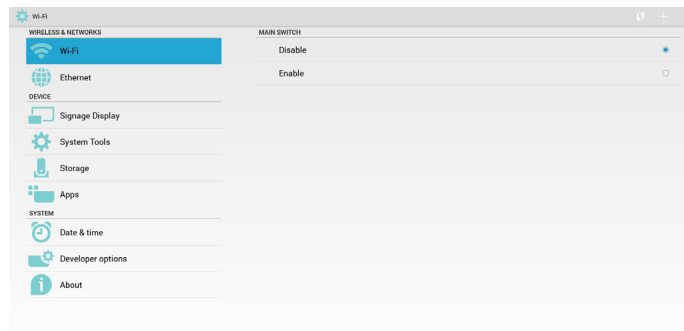 Wi-Fi
WIRELESS & NETWORKS
Wi-Fi
Ethernet
DEVICE
Signage Display
System Tools
Storage
Apps
SYSTEM
Date & time
Developer options
About
MAIN SWITCH
Disable
Enable